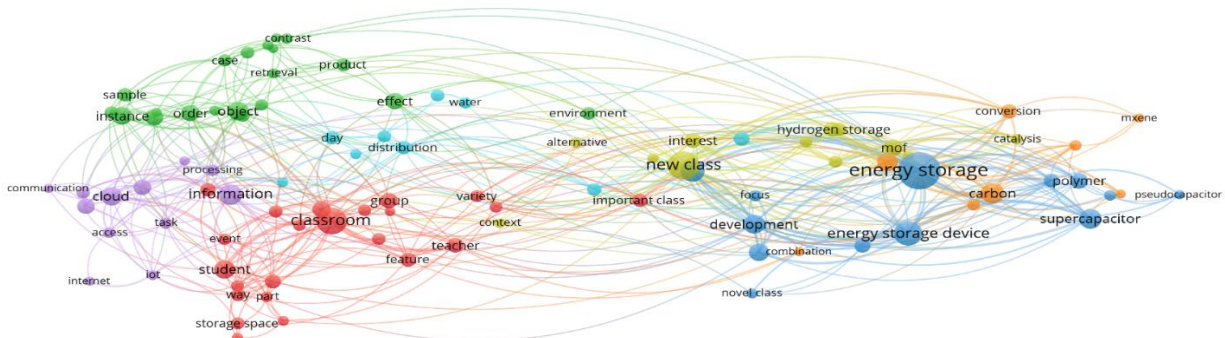 contrast
case
retrieval
product
sample
instance
order
object
effect
water
environment
day
distribution
alternative
interest
hydrogen storage
conversion
mxene
catalysis
mof
new class
energy storage
processing
communication
cloud
information
classroom
group
variety
important class
context
focus
carbon
polymer
pseudocapacitor
supercapacitor
development
energy storage device
access
task
event
teacher
feature
combination
internet
iot
student
way
part
novel class
storage space